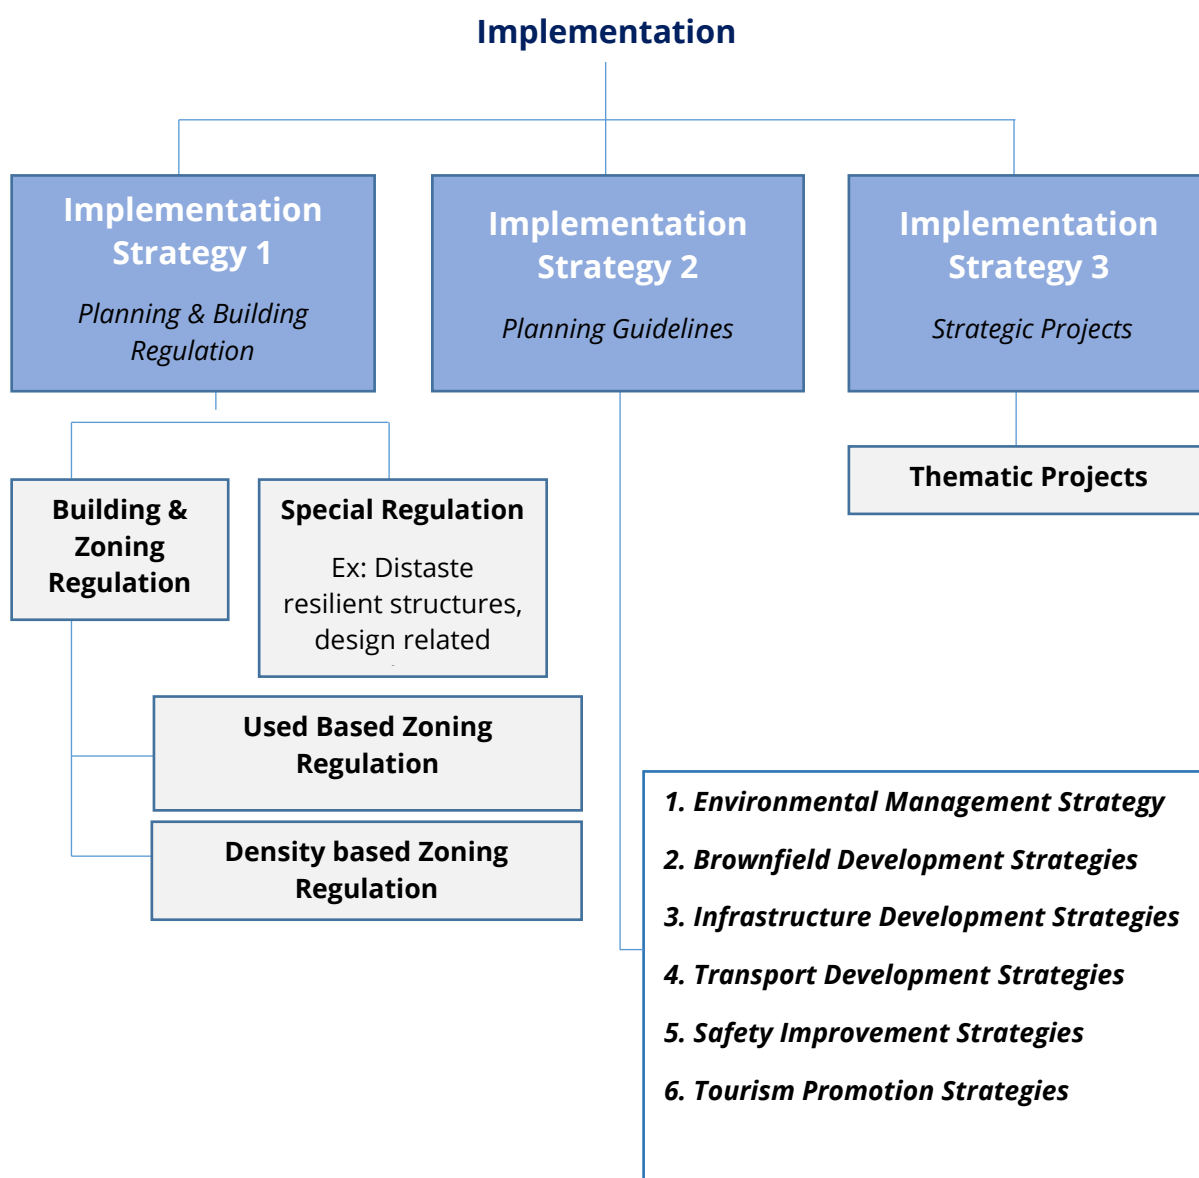 Implementation
Implementation
Strategy 1
Planning & Building
Regulation
Implementation
Strategy 2
Planning Guidelines
Implementation
Strategy 3
Strategic Projects
Building &
Zoning
Regulation
Special Regulation
Ex: Distaste
resilient structures,
design related
Thematic Projects
Used Based Zoning
Regulation
Density based Zoning
Regulation
1. Environmental Management Strategy
2. Brownfield Development Strategies
3. Infrastructure Development Strategies
4. Transport Development Strategies
5. Safety Improvement Strategies
6. Tourism Promotion Strategies